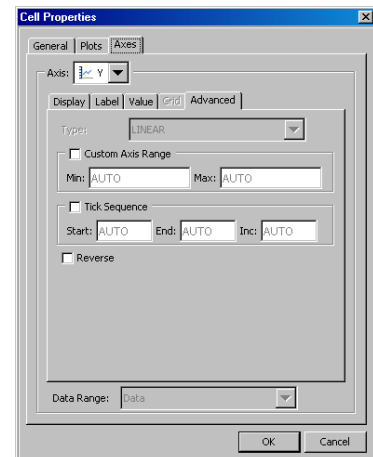 Cell Properties
General Plots Axes
Axis: Y
Display Label Value Grid Advanced
Type: LINEAR
Custom Axis Range
Min: AUTO Max: AUTO
Tick Sequence
Start: AUTO End: AUTO Inc: AUTO
Reverse
Data Range: Data
OK Cancel